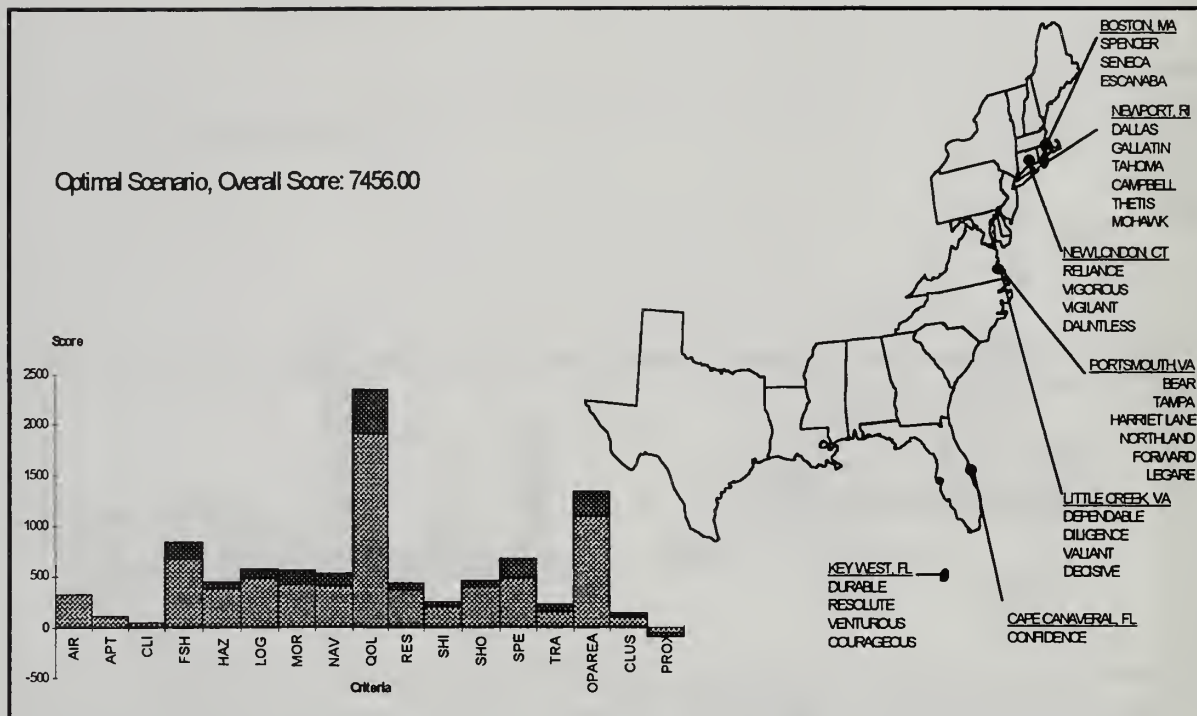 Optimal Scenario, Overall Score: 7456.00
BOSTON, MA
SPENCER
SENECA
ESCANABA
NEWPORT, RI
DALLAS
GALLATIN
TAHOMA
CAMPBELL
THETIS
MOHAWK
NEW LONDON, CT
RELIANCE
VIGOROUS
VIGILANT
DAUNTLESS
PORTSMOUTH, VA
BEAR
TAMPA
HARRIET LANE
NORTHLAND
FORWARD
LEGARE
LITTLE CREEK, VA
DEPENDABLE
DILIGENCE
VALIANT
DECISIVE
KEY WEST, FL
DURABLE
RESOLUTE
VENTUROUS
COURAGEOUS
CAPE CANAVERAL, FL
CONFIDENCE
Score
2500
2000
1500
1000
500
0
-500
AIR
APT
CLI
FSH
HAZ
LOG
MOR
NAV
QOL
RES
SHI
SHO
SPE
TRA
OPAREA
CLUS
PROX
Criteria